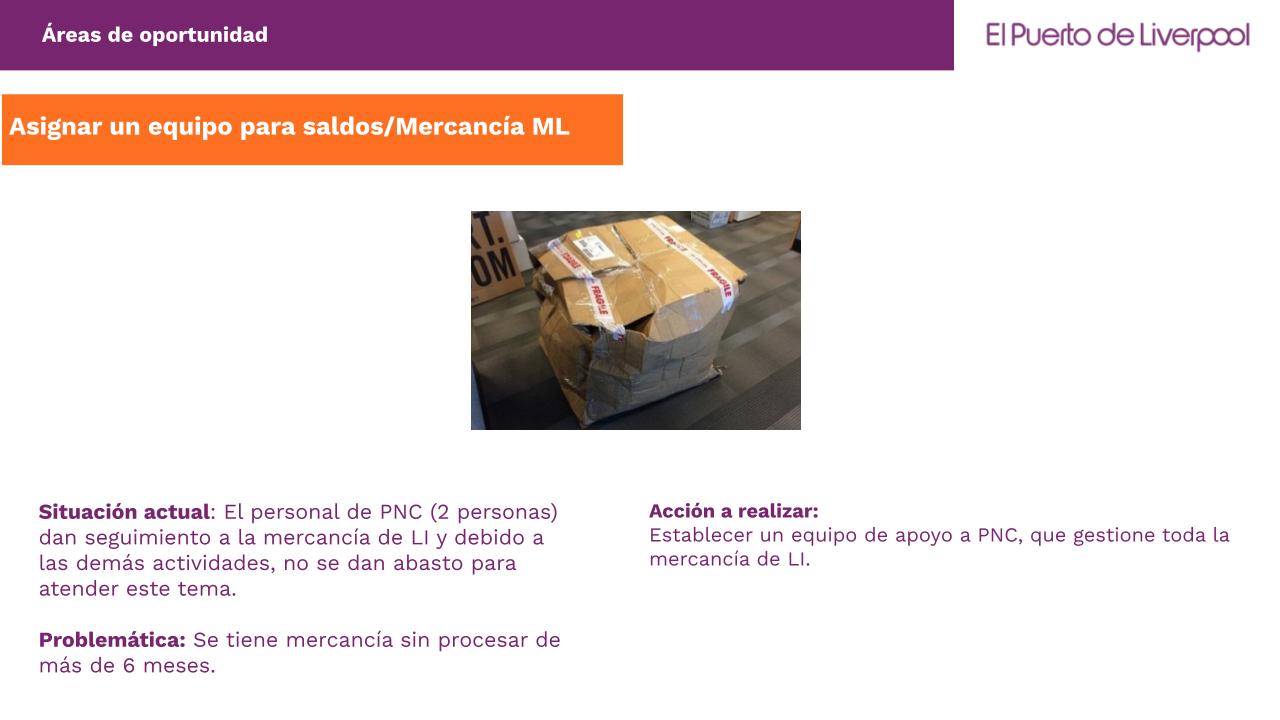 Áreas de oportunidad
El Puerto de Liverpool
Asignar un equipo para saldos/Mercancía ML
RT.
OM
FRAGILE
FRAGILE
FRAGILE
Situación actual: El personal de PNC (2 personas)
dan seguimiento a la mercancía de LI y debido a
las demás actividades, no se dan abasto para
atender este tema.
Problemática: Se tiene mercancía sin procesar de
más de 6 meses.
Acción a realizar:
Establecer un equipo de apoyo a PNC, que gestione toda la
mercancía de LI.